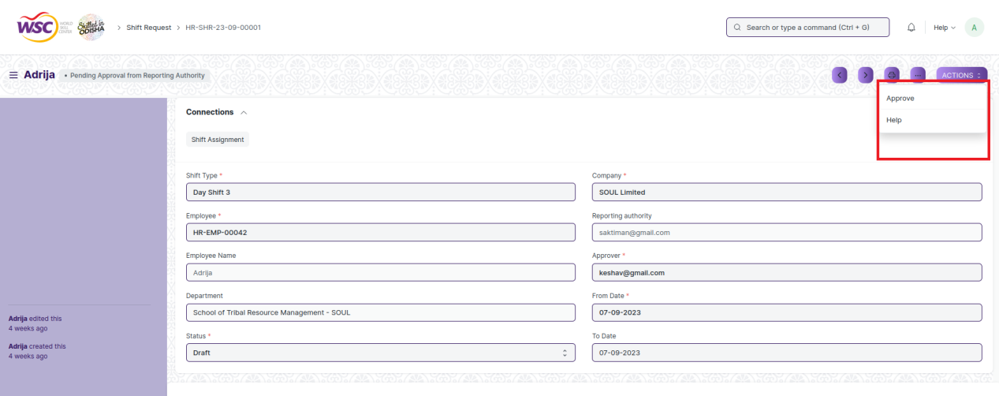 WSC WORLD SKILL CENTER Skilled in ODISHA > Shift Request > HR-SHR-23-09-00001 Search or type a command (Ctrl + G) Help A
Adrija • Pending Approval from Reporting Authority ... ACTIONS
Approve
Help
Connections
Shift Assignment
Shift Type *
Day Shift 3
Company *
SOUL Limited
Employee *
HR-EMP-00042
Reporting authority
saktiman@gmail.com
Employee Name
Adrija
Approver *
keshav@gmail.com
Department
School of Tribal Resource Management - SOUL
From Date *
07-09-2023
Status *
Draft
To Date
07-09-2023
Adrija edited this
4 weeks ago
Adrija created this
4 weeks ago